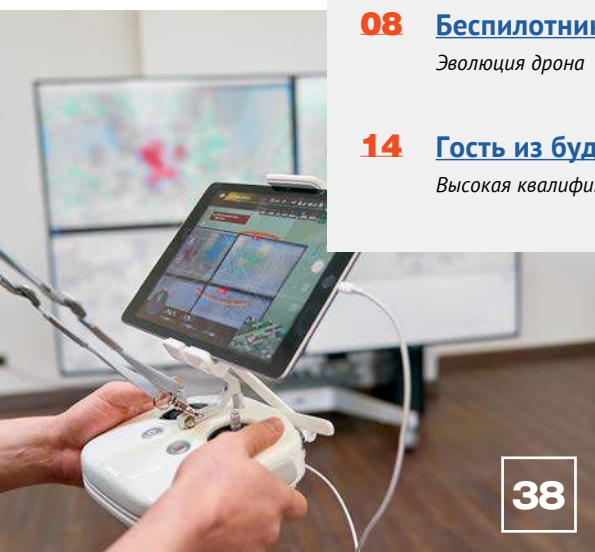 08 Беспилотни
Эволюция дрона
14 Гость из буд
Высокая квалифи
38